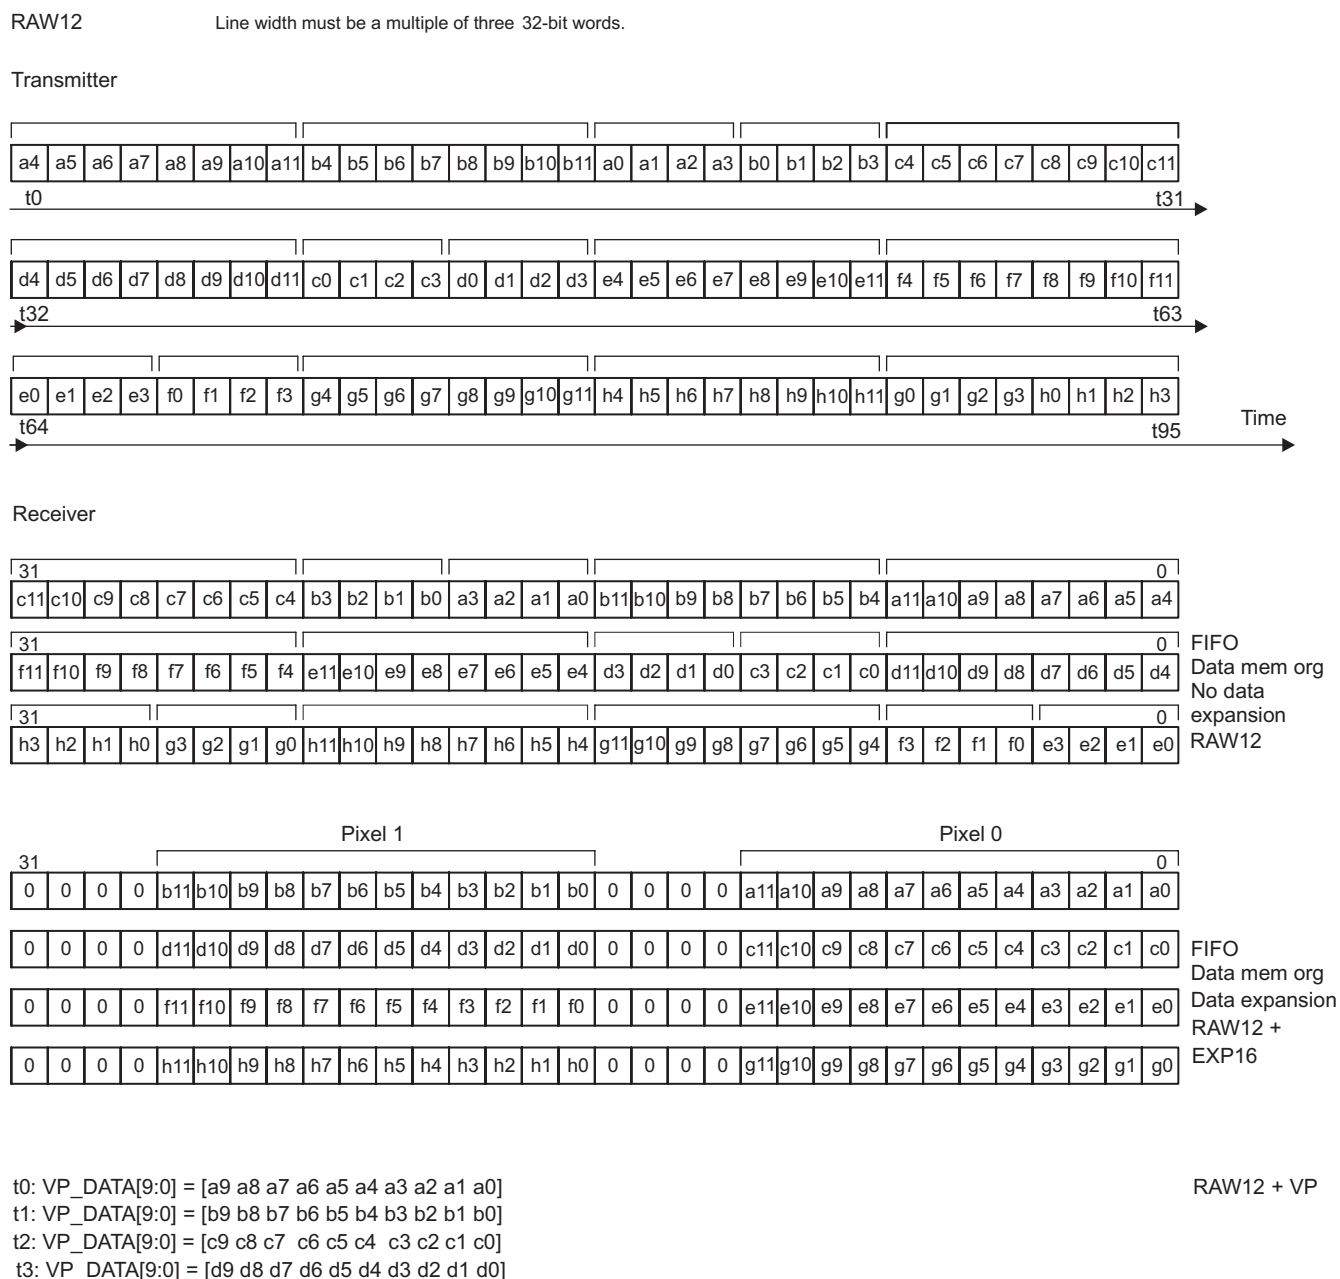 RAW12 Line width must be a multiple of three 32-bit words.
Transmitter
a4 a5 a6 a7 a8 a9 a10 a11 b4 b5 b6 b7 b8 b9 b10 b11 a0 a1 a2 a3 b0 b1 b2 b3 c4 c5 c6 c7 c8 c9 c10 c11
t0 t31
d4 d5 d6 d7 d8 d9 d10 d11 c0 c1 c2 c3 d0 d1 d2 d3 e4 e5 e6 e7 e8 e9 e10 e11 f4 f5 f6 f7 f8 f9 f10 f11
t32 t63
e0 e1 e2 e3 f0 f1 f2 f3 g4 g5 g6 g7 g8 g9 g10 g11 h4 h5 h6 h7 h8 h9 h10 h11 g0 g1 g2 g3 h0 h1 h2 h3
t64 t95 Time
Receiver
31 0
c11 c10 c9 c8 c7 c6 c5 c4 b3 b2 b1 b0 a3 a2 a1 a0 b11 b10 b9 b8 b7 b6 b5 b4 a11 a10 a9 a8 a7 a6 a5 a4
31 0 FIFO
f11 f10 f9 f8 f7 f6 f5 f4 e11 e10 e9 e8 e7 e6 e5 e4 d3 d2 d1 d0 c3 c2 c1 c0 d11 d10 d9 d8 d7 d6 d5 d4 Data mem org
No data
31 0 expansion
h3 h2 h1 h0 g3 g2 g1 g0 h11 h10 h9 h8 h7 h6 h5 h4 g11 g10 g9 g8 g7 g6 g5 g4 f3 f2 f1 f0 e3 e2 e1 e0 RAW12
Pixel 1 Pixel 0
31 0
0 0 0 0 b11 b10 b9 b8 b7 b6 b5 b4 b3 b2 b1 b0 0 0 0 0 a11 a10 a9 a8 a7 a6 a5 a4 a3 a2 a1 a0
0 0 0 0 d11 d10 d9 d8 d7 d6 d5 d4 d3 d2 d1 d0 0 0 0 0 c11 c10 c9 c8 c7 c6 c5 c4 c3 c2 c1 c0 FIFO
Data mem org
0 0 0 0 f11 f10 f9 f8 f7 f6 f5 f4 f3 f2 f1 f0 0 0 0 0 e11 e10 e9 e8 e7 e6 e5 e4 e3 e2 e1 e0 Data expansion
RAW12 +
0 0 0 0 h11 h10 h9 h8 h7 h6 h5 h4 h3 h2 h1 h0 0 0 0 0 g11 g10 g9 g8 g7 g6 g5 g4 g3 g2 g1 g0 EXP16
t0: VP_DATA[9:0] = [a9 a8 a7 a6 a5 a4 a3 a2 a1 a0] RAW12 + VP
t1: VP_DATA[9:0] = [b9 b8 b7 b6 b5 b4 b3 b2 b1 b0]
t2: VP_DATA[9:0] = [c9 c8 c7 c6 c5 c4 c3 c2 c1 c0]
t3: VP_DATA[9:0] = [d9 d8 d7 d6 d5 d4 d3 d2 d1 d0]